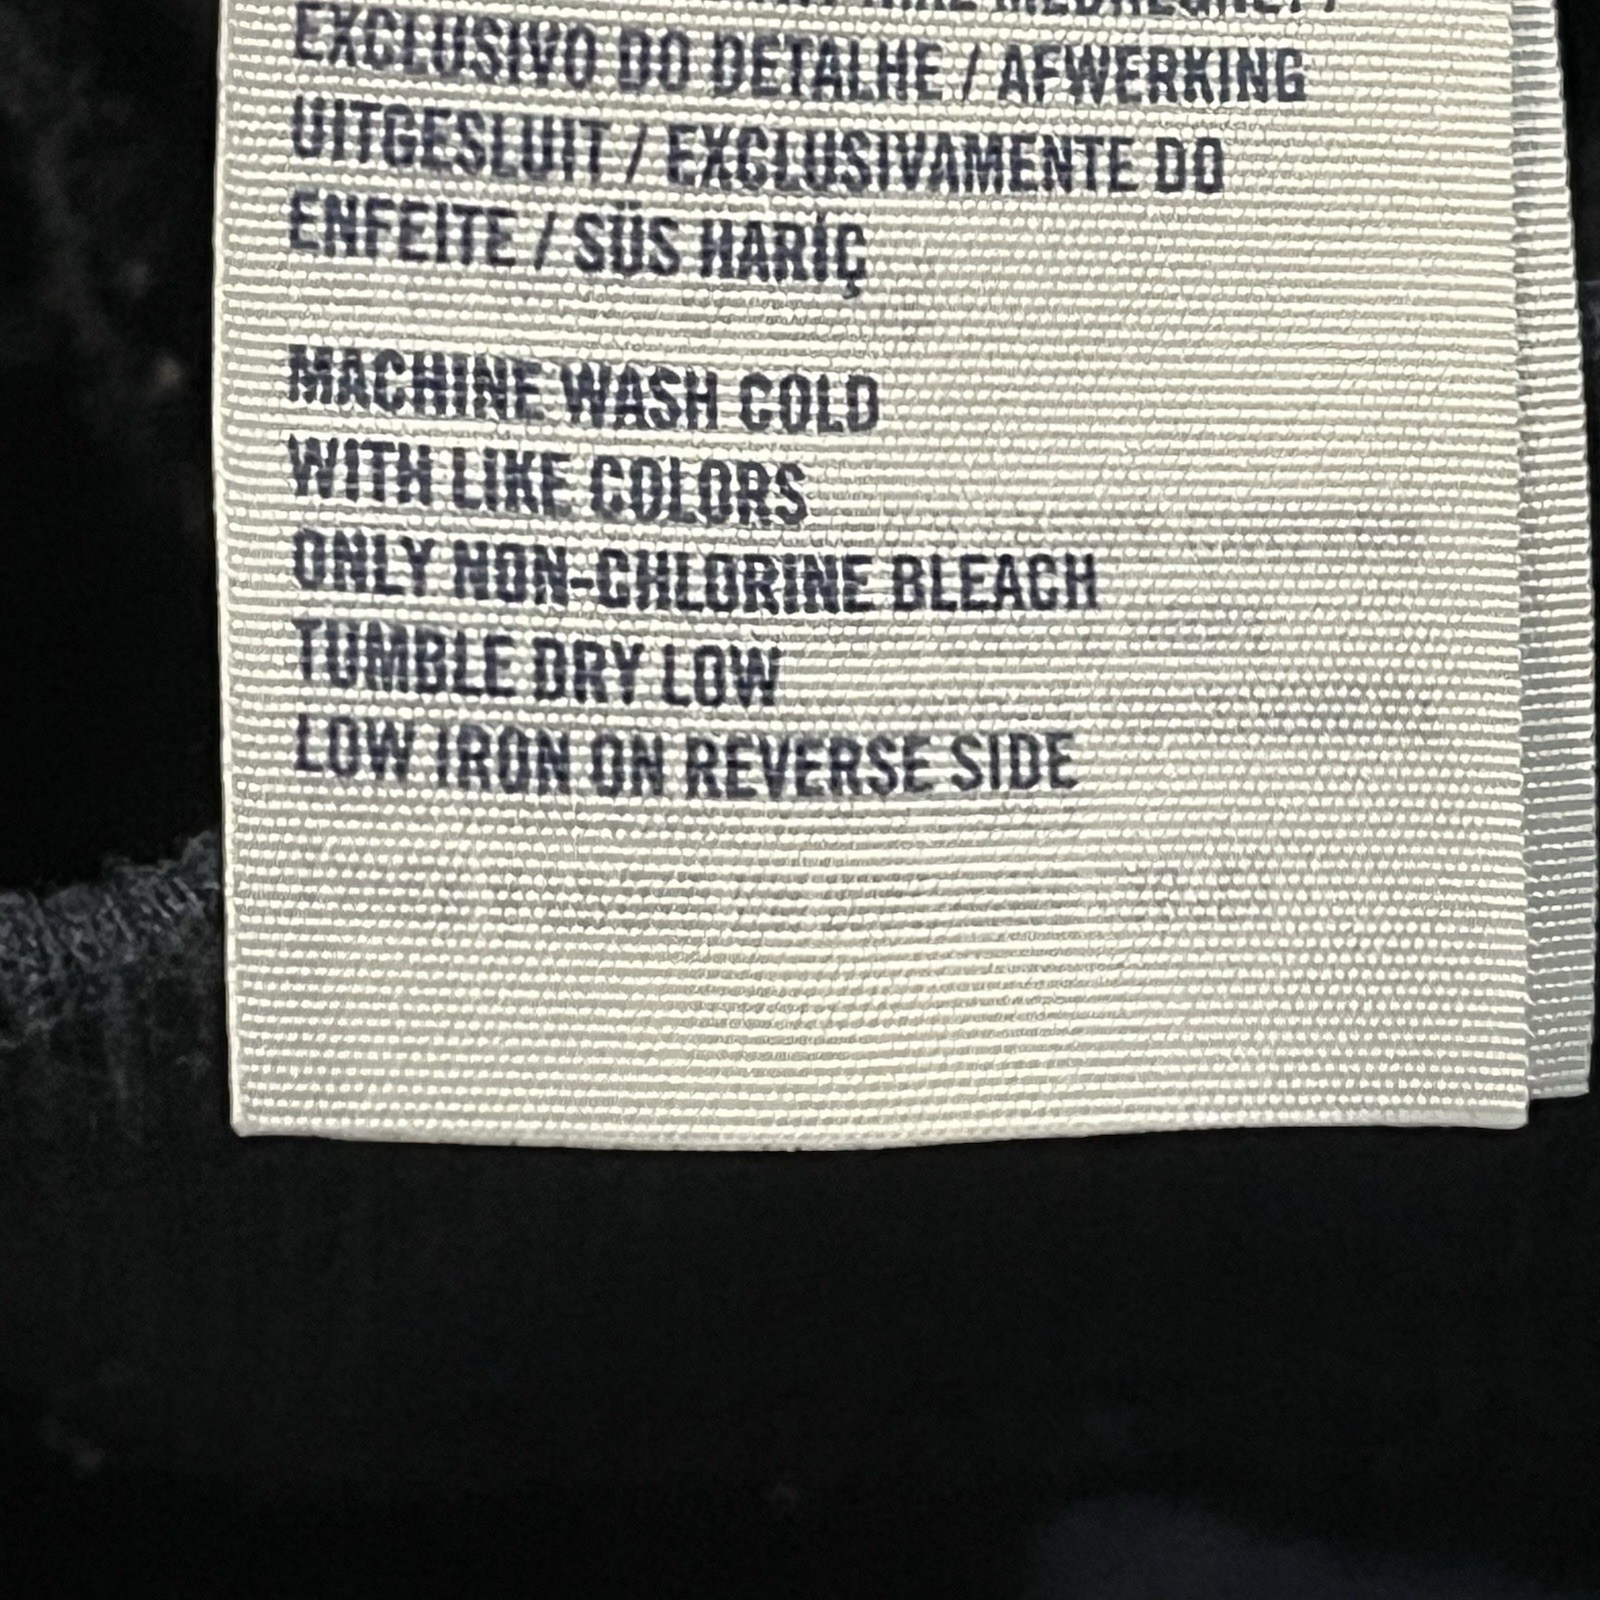 EXCLUSIVO DO DETALHE / AFWERKING
UITGESLUIT / EXCLUSIVAMENTE DO
ENFEITE / SÜS HARİÇ
MACHINE WASH COLD
WITH LIKE COLORS
ONLY NON-CHLORINE BLEACH
TUMBLE DRY LOW
LOW IRON ON REVERSE SIDE